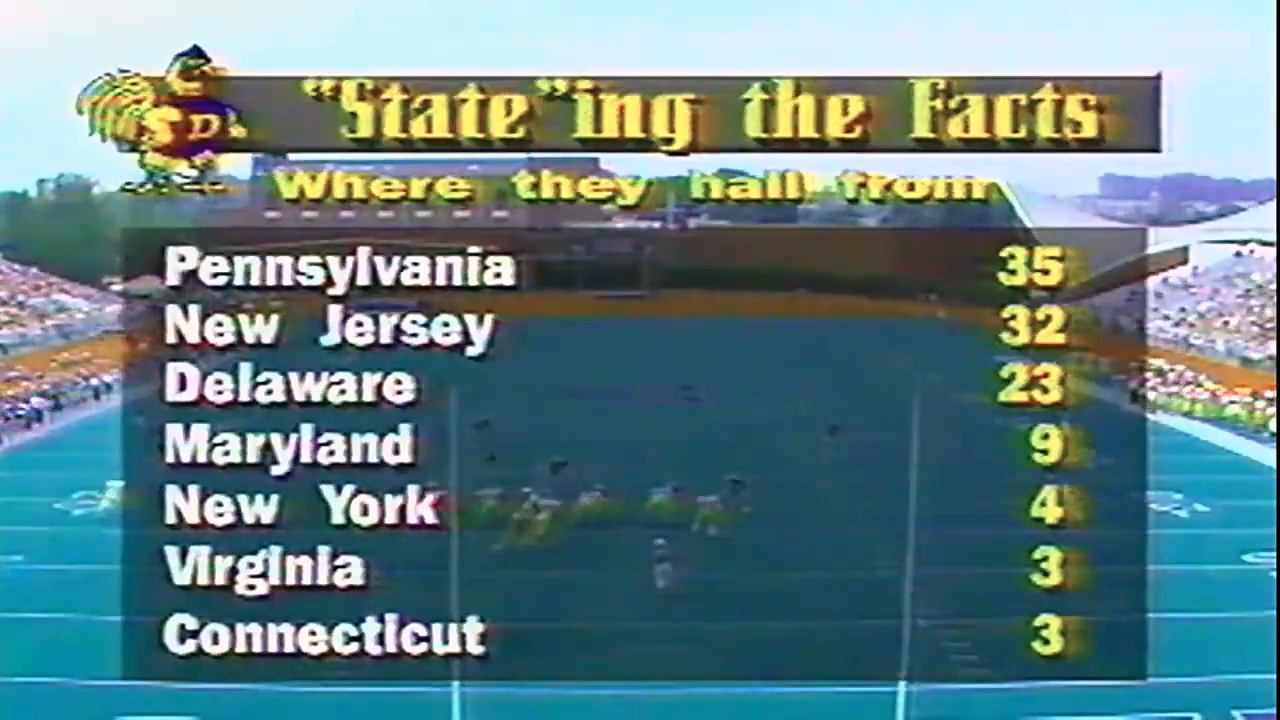 "State"ing the Facts
Where they hail from
Pennsylvania 35
New Jersey 32
Delaware 23
Maryland 9
New York 4
Virginia 3
Connecticut 3